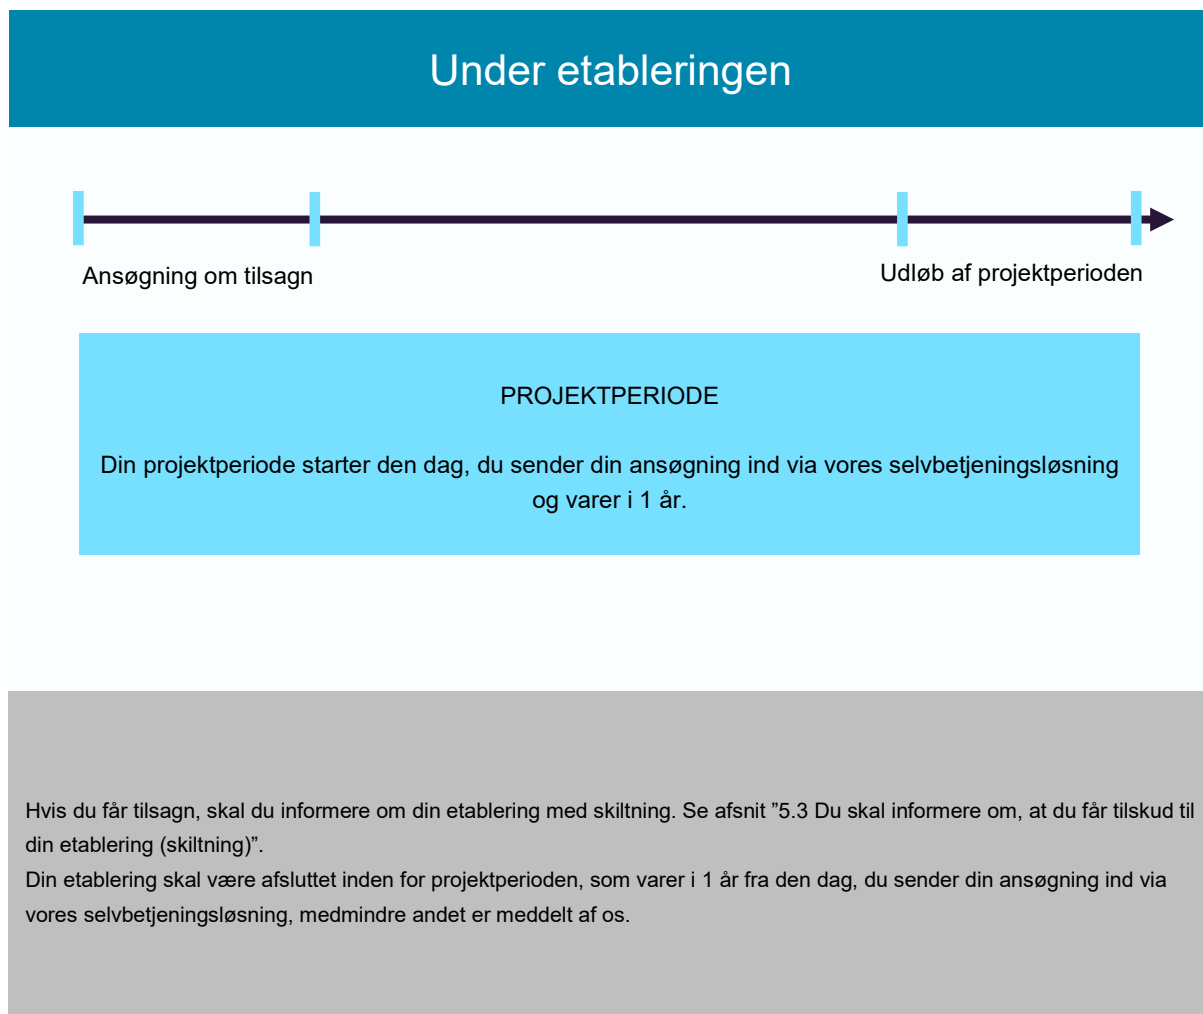 Under etableringen
Ansøgning om tilsagn
Udløb af projektperioden
PROJEKTPERIODE
Din projektperiode starter den dag, du sender din ansøgning ind via vores selvbetjeningsløsning
og varer i 1 år.
Hvis du får tilsagn, skal du informere om din etablering med skiltning. Se afsnit ”5.3 Du skal informere om, at du får tilskud til
din etablering (skiltning)”.
Din etablering skal være afsluttet inden for projektperioden, som varer i 1 år fra den dag, du sender din ansøgning ind via
vores selvbetjeningsløsning, medmindre andet er meddelt af os.